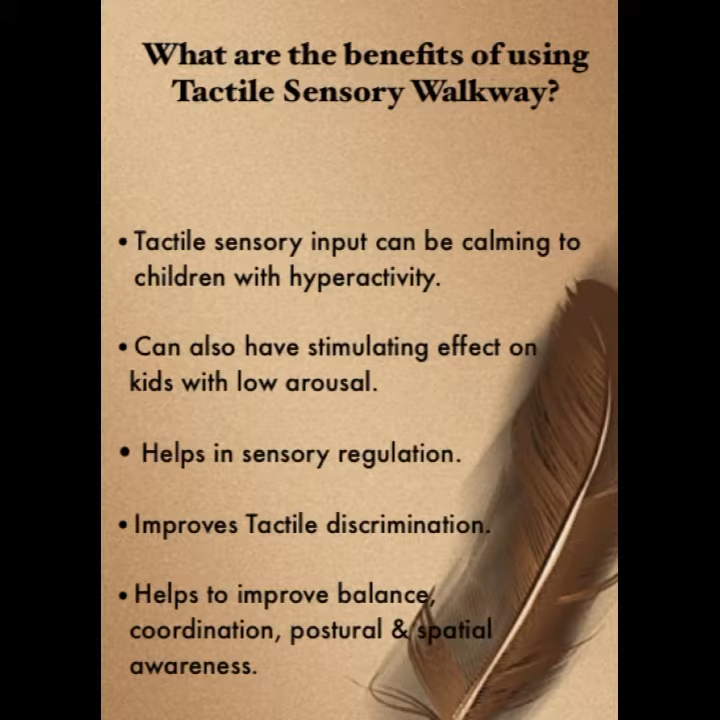 What are the benefits of using
Tactile Sensory Walkway?
• Tactile sensory input can be calming to
children with hyperactivity.
• Can also have stimulating effect on
kids with low arousal.
• Helps in sensory regulation.
• Improves Tactile discrimination.
• Helps to improve balance,
coordination, postural & spatial
awareness.